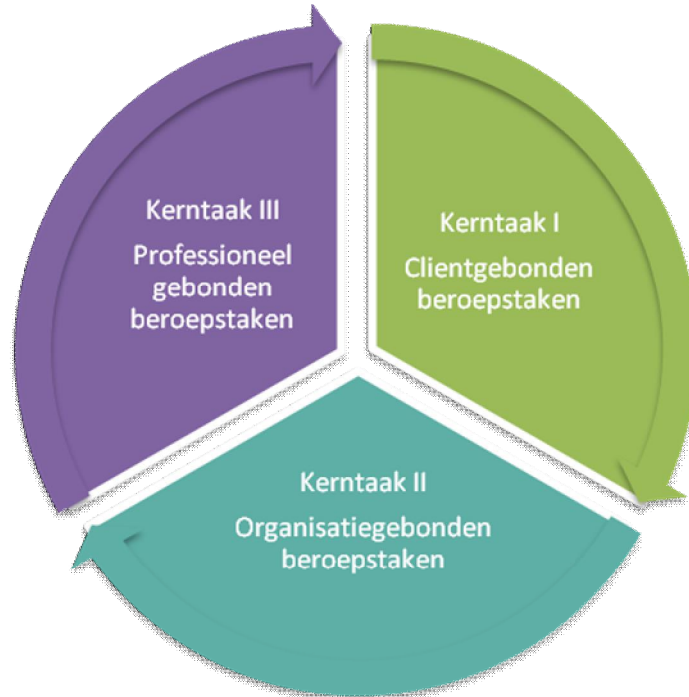 Kerntaak I
Clientgebonden
beroepstaken
Kerntaak II
Organisatiegebonden
beroepstaken
Kerntaak III
Professioneel
gebonden
beroepstaken